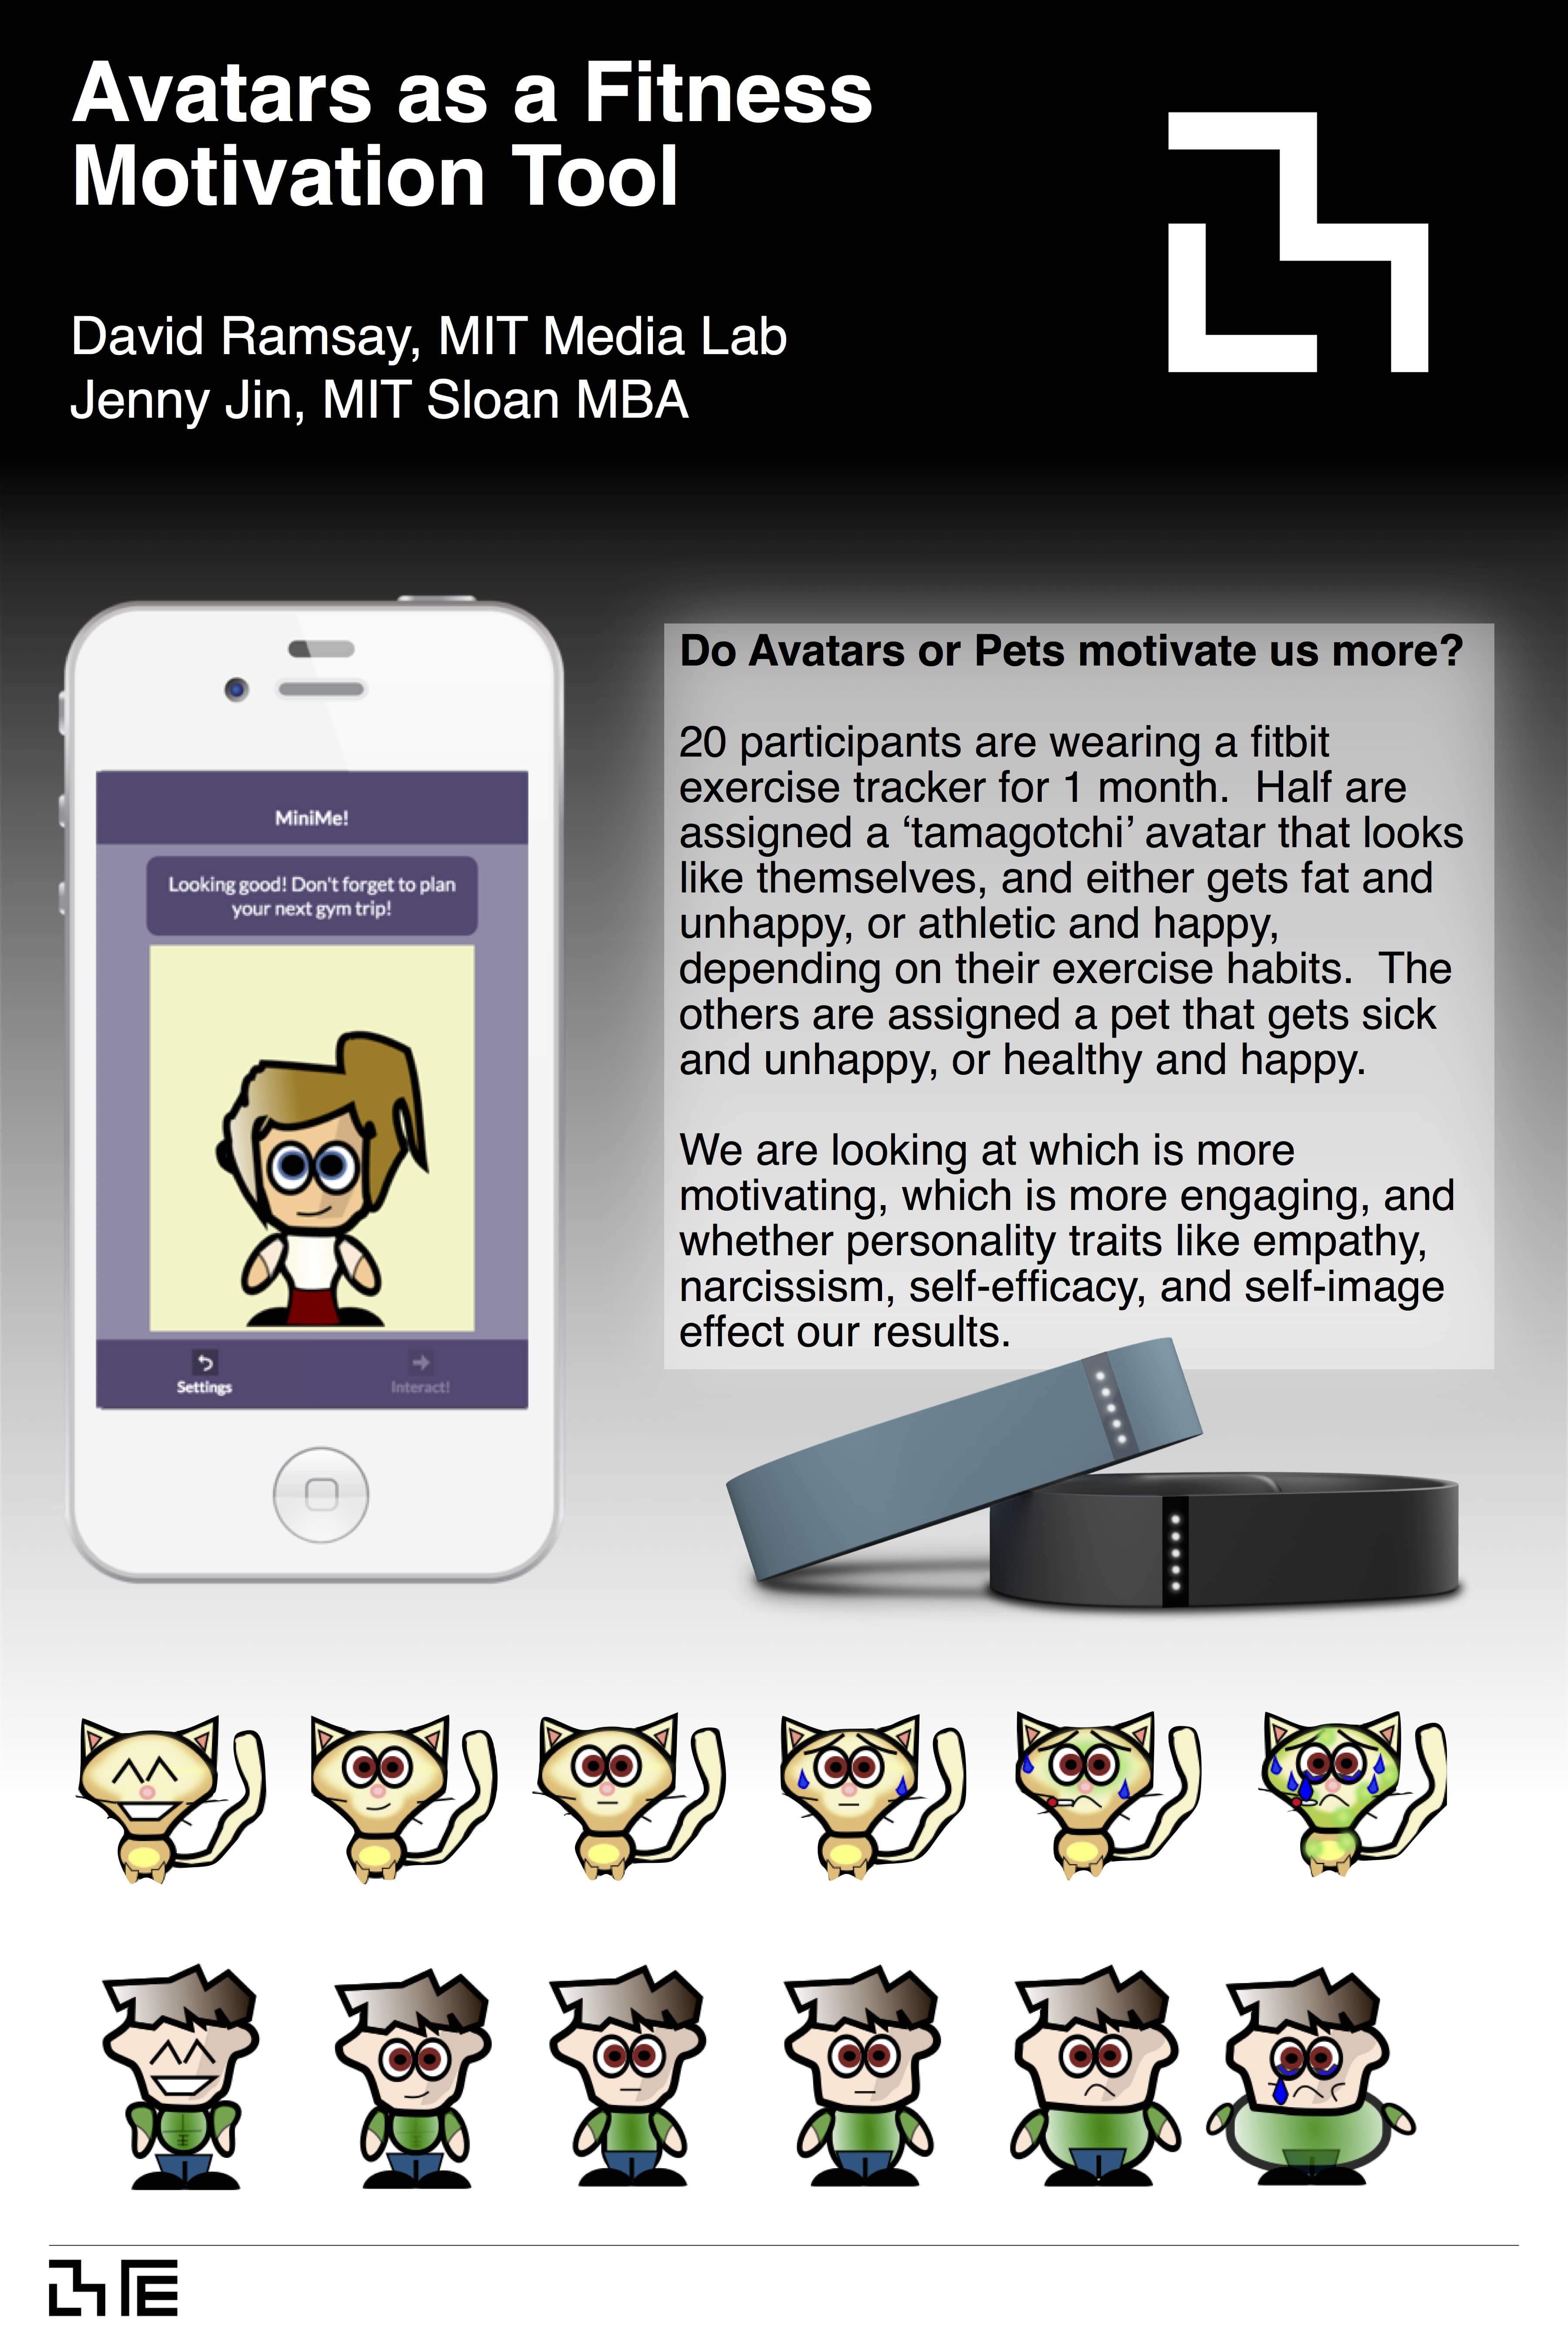 Avatars as a Fitness
Motivation Tool
David Ramsay, MIT Media Lab
Jenny Jin, MIT Sloan MBA
MiniMe!
Looking good! Don't forget to plan
your next gym trip!
Settings
Interact!
Do Avatars or Pets motivate us more?
20 participants are wearing a fitbit
exercise tracker for 1 month.  Half are
assigned a ‘tamagotchi’ avatar that looks
like themselves, and either gets fat and
unhappy, or athletic and happy,
depending on their exercise habits.  The
others are assigned a pet that gets sick
and unhappy, or healthy and happy.
We are looking at which is more
motivating, which is more engaging, and
whether personality traits like empathy,
narcissism, self-efficacy, and self-image
effect our results.